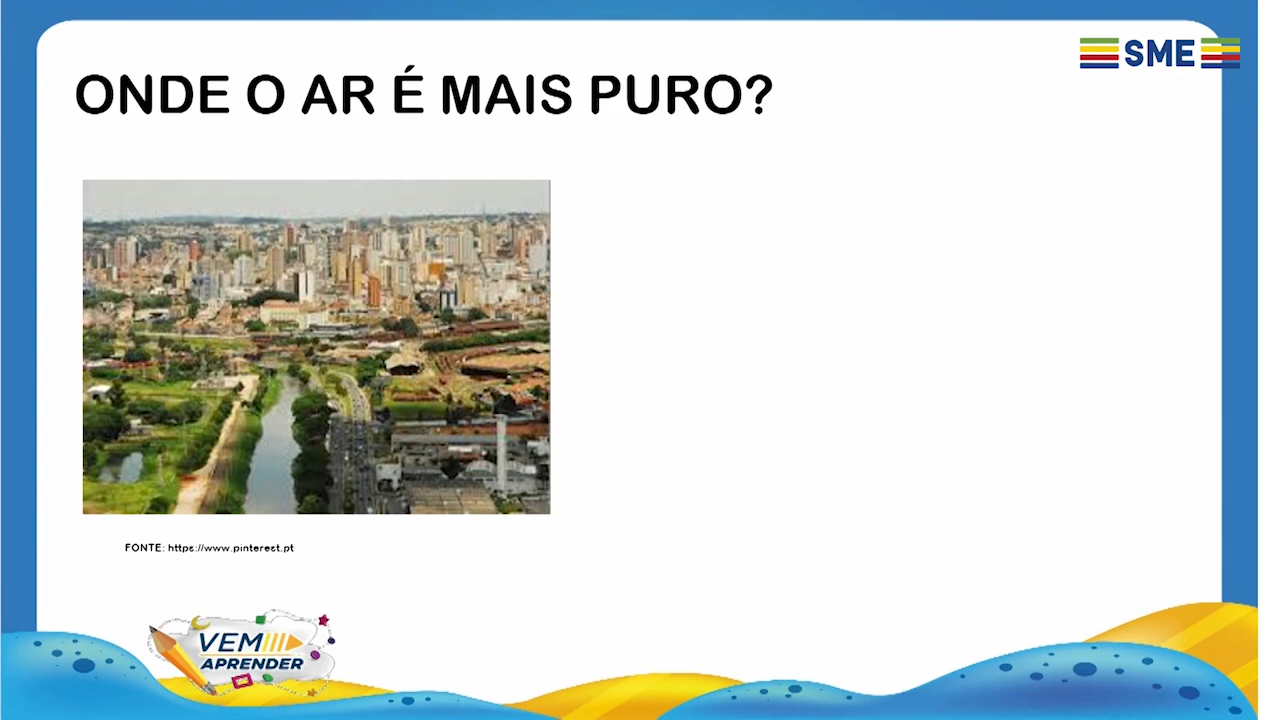 SME
ONDE O AR É MAIS PURO?
FONTE: https://www.pinterest.pt
VEM
APRENDER